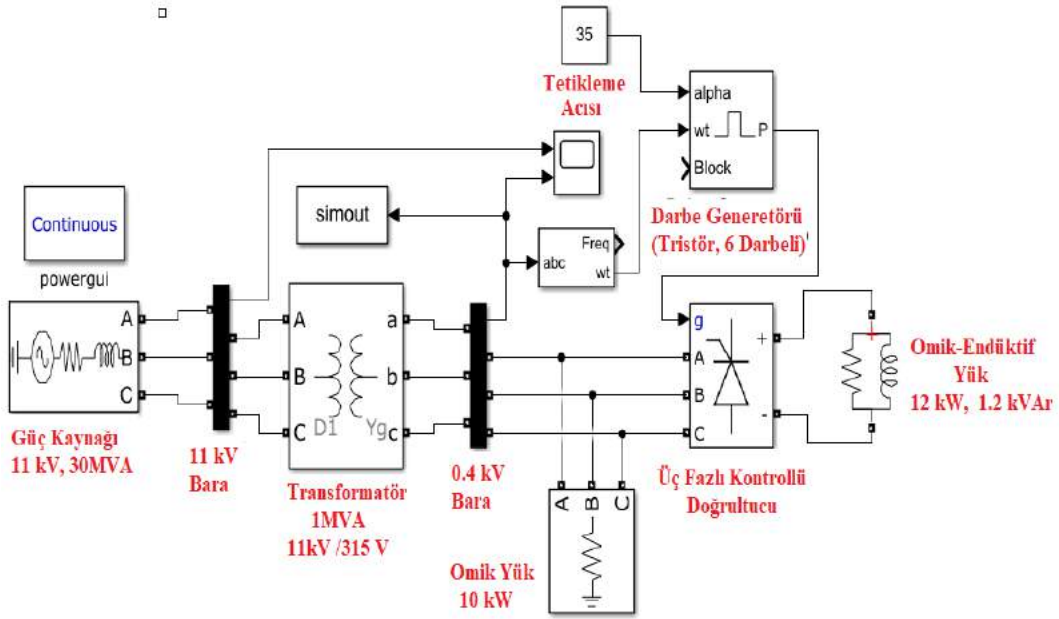 35
Tetikleme
Açısı
alpha
wt
P
Block
Darbe Generetörü
(Tristör, 6 Darbeli)'
Continuous
powergui
simout
Freq
abc
wt
A
B
C
Güç Kaynağı
11 kV, 30MVA
11 kV
Bara
A
B
C
a
b
c
D1
Yg
Transformatör
1MVA
11kV /315 V
0.4 kV
Bara
A
B
C
Omik Yük
10 kW
g
A
B
C
+
-
Üç Fazlı Kontrollü
Doğrultucu
+
Omik-Endüktif
Yük
12 kW, 1.2 kVAr